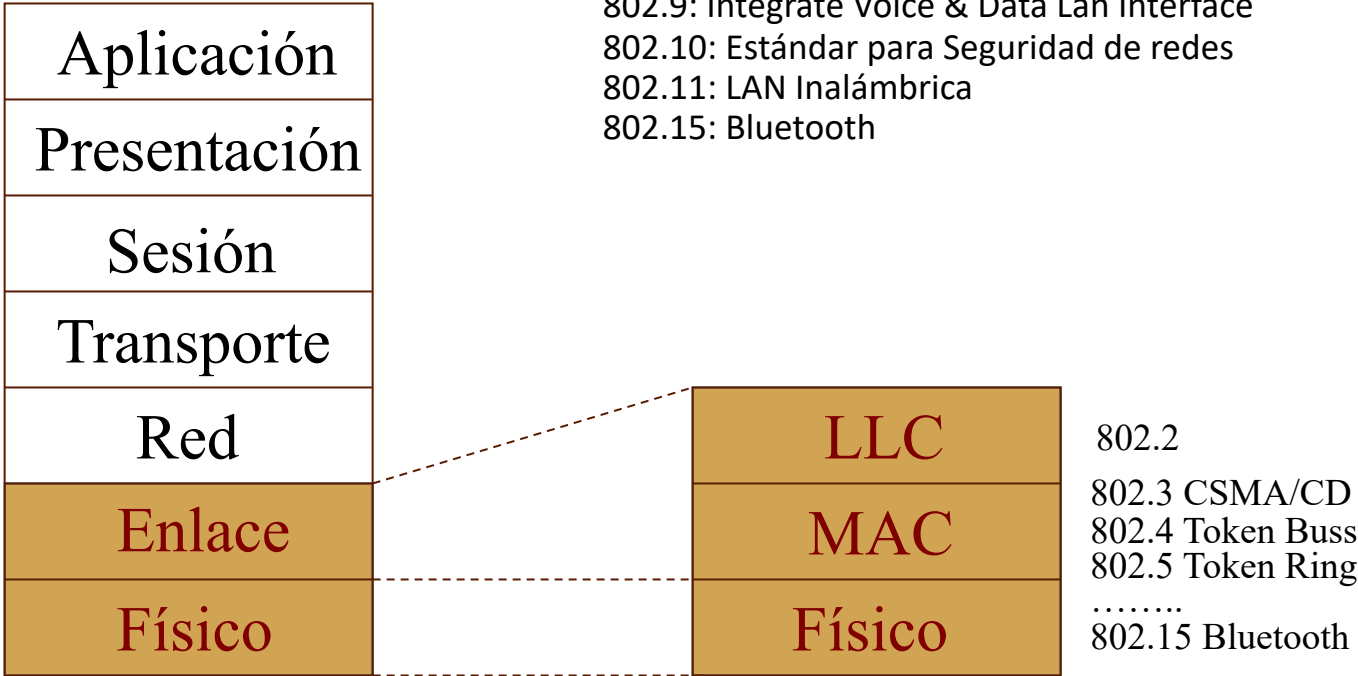 802.9: Integrate Voice & Data Lan Interface
802.10: Estándar para Seguridad de redes
802.11: LAN Inalámbrica
802.15: Bluetooth
Aplicación
Presentación
Sesión
Transporte
Red
Enlace
Físico
LLC
MAC
Físico
802.2
802.3 CSMA/CD
802.4 Token Buss
802.5 Token Ring
……..
802.15 Bluetooth